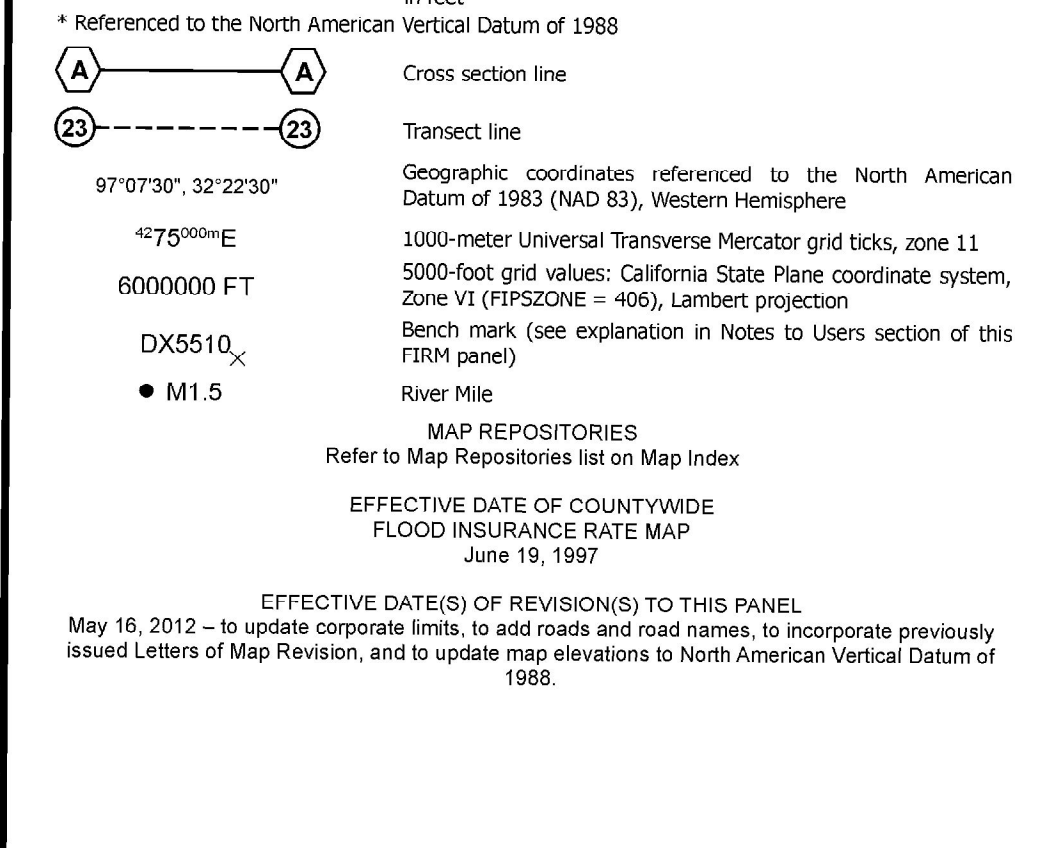 * Referenced to the North American Vertical Datum of 1988
A A Cross section line
23 23 Transect line
97°07'30", 32°22'30"
Geographic coordinates referenced to the North American
Datum of 1983 (NAD 83), Western Hemisphere
⁴²75⁰⁰⁰ᵐE
1000-meter Universal Transverse Mercator grid ticks, zone 11
6000000 FT
5000-foot grid values: California State Plane coordinate system,
Zone VI (FIPSZONE = 406), Lambert projection
DX5510
Bench mark (see explanation in Notes to Users section of this
FIRM panel)
M1.5
River Mile
MAP REPOSITORIES
Refer to Map Repositories list on Map Index
EFFECTIVE DATE OF COUNTYWIDE
FLOOD INSURANCE RATE MAP
June 19, 1997
EFFECTIVE DATE(S) OF REVISION(S) TO THIS PANEL
May 16, 2012 – to update corporate limits, to add roads and road names, to incorporate previously
issued Letters of Map Revision, and to update map elevations to North American Vertical Datum of
1988.